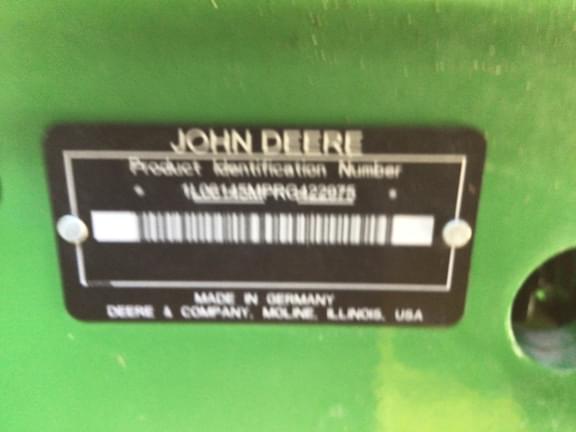 JOHN DEERE
Product Identification Number
* 1L06145MPRG422975 *
MADE IN GERMANY
DEERE & COMPANY, MOLINE, ILLINOIS, USA